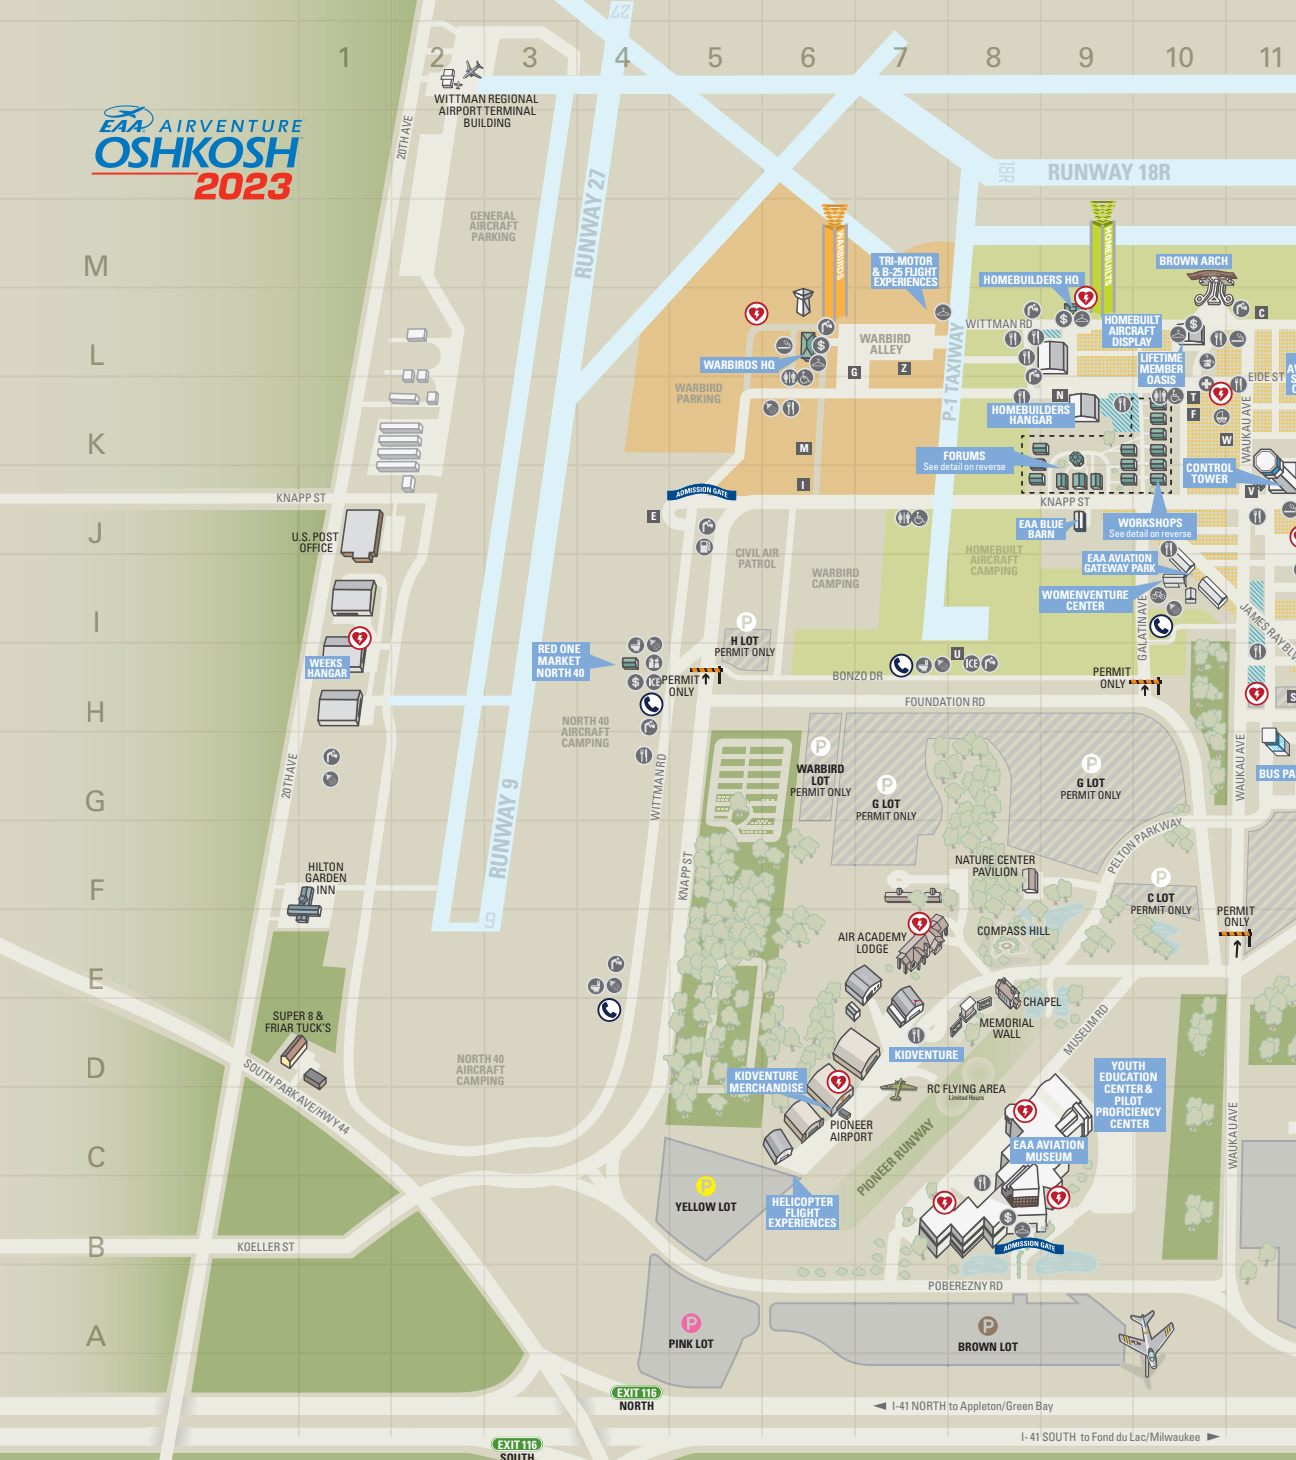 27
1 2 3 4 5 6 7 8 9 10 11
WITTMAN REGIONAL
AIRPORT TERMINAL
BUILDING
EAA AIRVENTURE
OSHKOSH
2023
20TH AVE
RUNWAY 27
18R
RUNWAY 18R
GENERAL
AIRCRAFT
PARKING
WARBIRDS
HOMEBUILTS
M
TRI-MOTOR
& B-25 FLIGHT
EXPERIENCES
HOMEBUILDERS HQ
BROWN ARCH
C
WITTMAN RD
HOMEBUILT
AIRCRAFT
DISPLAY
L
WARBIRDS HQ
WARBIRD
ALLEY
G
Z
LIFETIME
MEMBER
OASIS
EIDE ST
WARBIRD
PARKING
P-1 TAXIWAY
N
HOMEBUILDERS
HANGAR
T
F
W
WAUKAU AVE
K
M
I
FORUMS
See detail on reverse
CONTROL
TOWER
V
KNAPP ST
ADMISSION GATE
KNAPP ST
J
U.S. POST
OFFICE
E
EAA BLUE
BARN
WORKSHOPS
See detail on reverse
CIVIL AIR
PATROL
WARBIRD
CAMPING
HOMEBUILT
AIRCRAFT
CAMPING
EAA AVIATION
GATEWAY PARK
WOMENVENTURE
CENTER
I
P
H LOT
PERMIT ONLY
GALATIN AVE
JAMES RAY BLV
WEEKS
HANGAR
RED ONE
MARKET
NORTH 40
$ ICE
PERMIT
ONLY
U
ICE
BONZO DR
PERMIT
ONLY
S
H
FOUNDATION RD
NORTH 40
AIRCRAFT
CAMPING
20TH AVE
WITTMAN RD
P
WARBIRD
LOT
PERMIT ONLY
P
G LOT
PERMIT ONLY
P
G LOT
PERMIT ONLY
WAUKAU AVE
BUS PA
G
RUNWAY 9
9
PELTON PARKWAY
KNAPP ST
HILTON
GARDEN
INN
F
NATURE CENTER
PAVILION
P
C LOT
PERMIT ONLY
PERMIT
ONLY
AIR ACADEMY
LODGE
COMPASS HILL
E
SUPER 8 &
FRIAR TUCK'S
CHAPEL
MEMORIAL
WALL
MUSEUM RD
KIDVENTURE
D
SOUTH PARK AVE/HWY 44
NORTH 40
AIRCRAFT
CAMPING
KIDVENTURE
MERCHANDISE
RC FLYING AREA
Limited Hours
YOUTH
EDUCATION
CENTER &
PILOT
PROFICIENCY
CENTER
PIONEER
AIRPORT
PIONEER RUNWAY
EAA AVIATION
MUSEUM
WAUKAU AVE
C
P
YELLOW LOT
HELICOPTER
FLIGHT
EXPERIENCES
B
KOELLER ST
ADMISSION GATE
POBEREZNY RD
A
P
PINK LOT
P
BROWN LOT
EXIT 116
NORTH
I-41 NORTH to Appleton/Green Bay
EXIT 116
SOUTH
I-41 SOUTH to Fond du Lac/Milwaukee